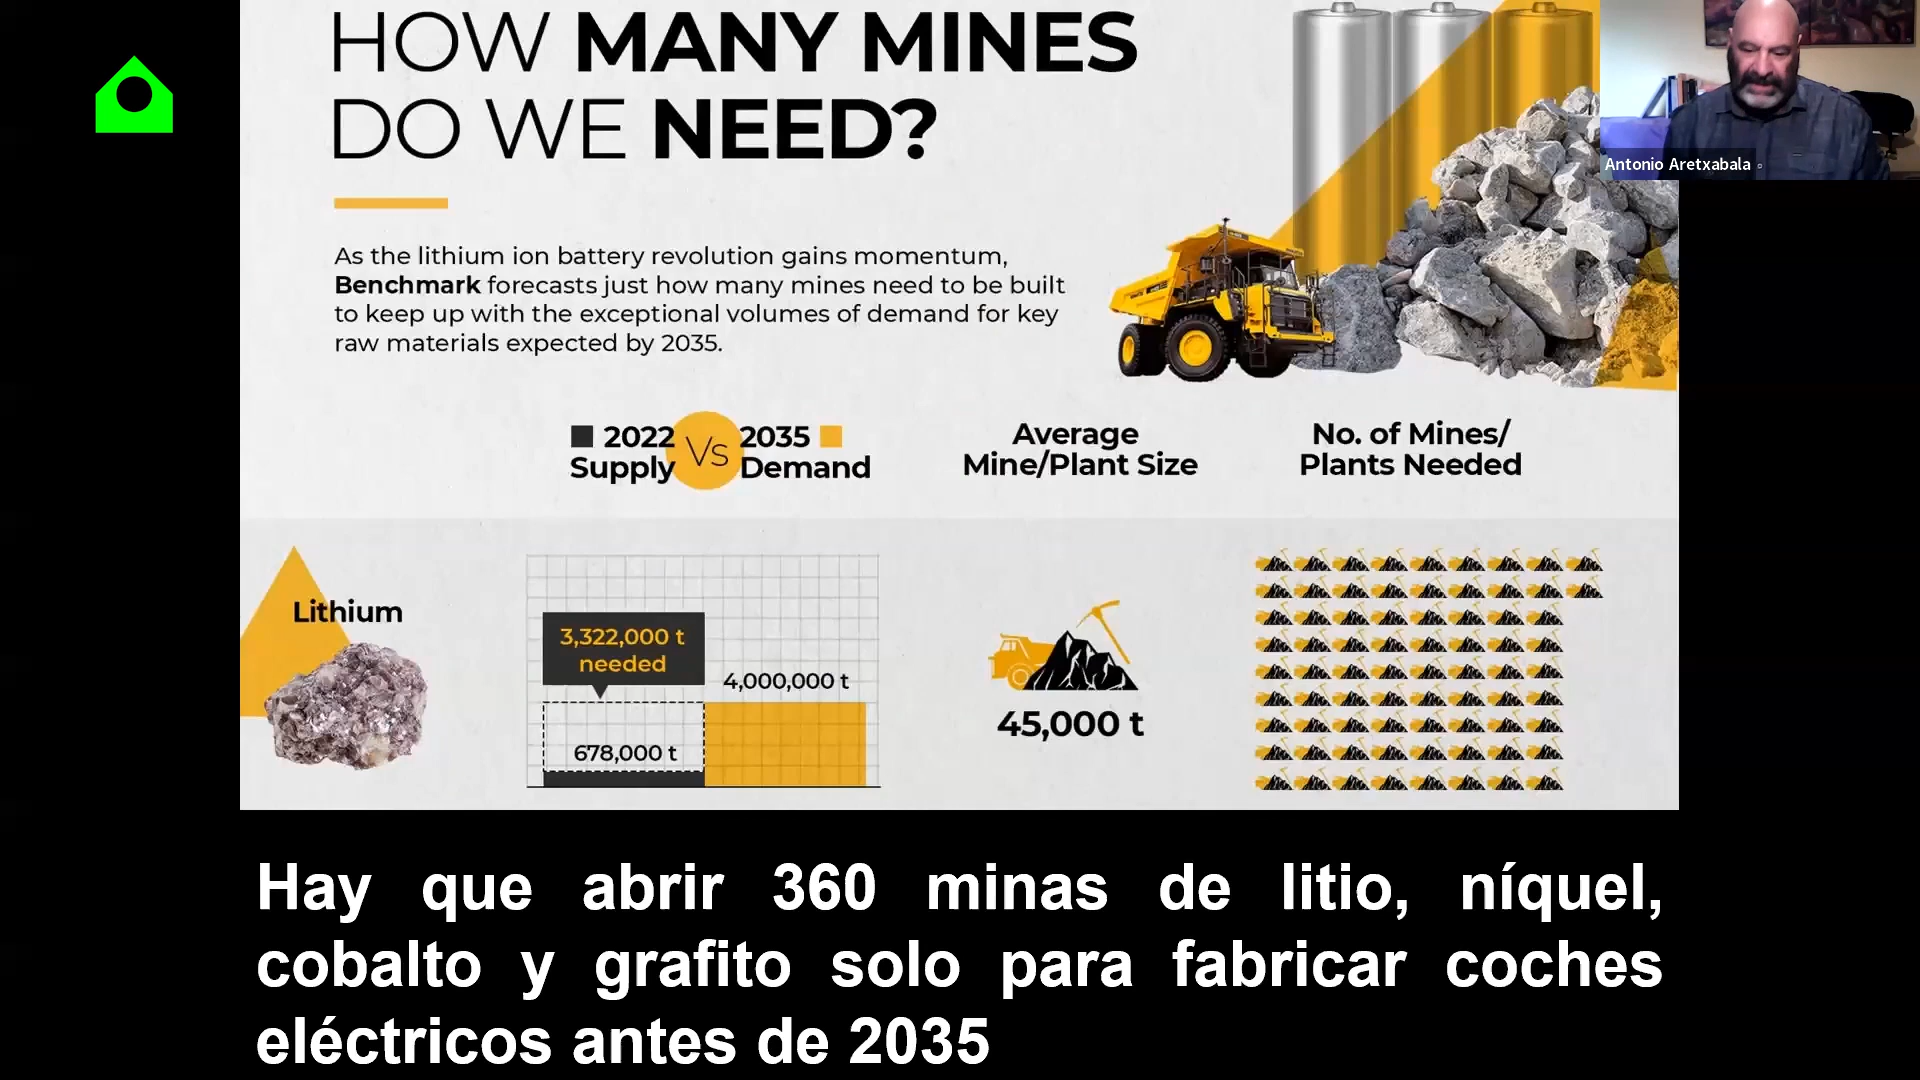 HOW MANY MINES
DO WE NEED?
As the lithium ion battery revolution gains momentum,
Benchmark forecasts just how many mines need to be built
to keep up with the exceptional volumes of demand for key
raw materials expected by 2035.
Antonio Aretxabala
2022 Vs 2035
Supply Demand
Average
Mine/Plant Size
No. of Mines/
Plants Needed
Lithium
3,322,000 t
needed
4,000,000 t
678,000 t
45,000 t
Hay que abrir 360 minas de litio, níquel,
cobalto y grafito solo para fabricar coches
eléctricos antes de 2035